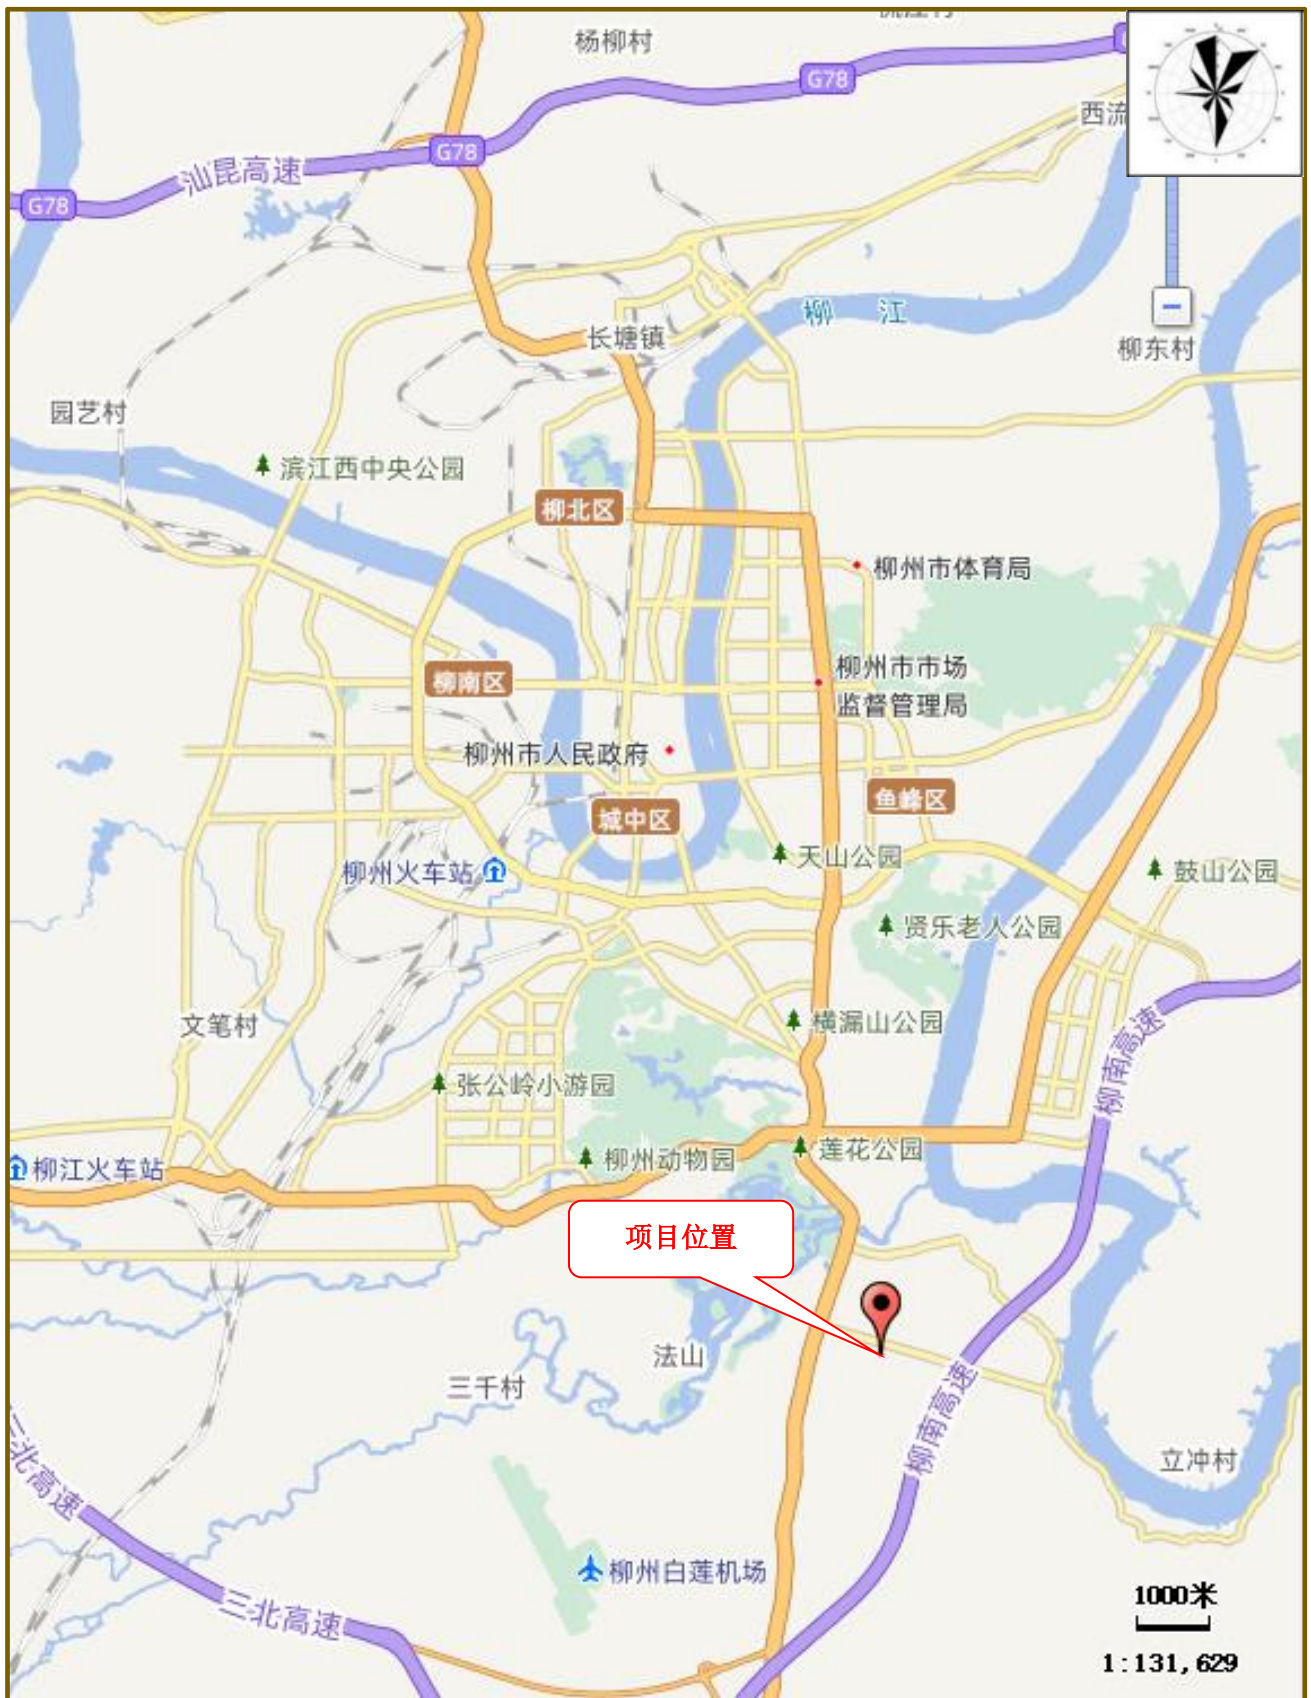 杨柳村
G78
西流
G78
汕昆高速
G78
柳 江
长塘镇
柳东村
园艺村
滨江西中央公园
柳北区
柳州市体育局
柳州市市场
监督管理局
柳南区
柳州市人民政府
鱼峰区
城中区
天山公园
柳州火车站
鼓山公园
贤乐老人公园
文笔村
横漏山公园
柳南高速
张公岭小游园
莲花公园
柳州动物园
柳江火车站
项目位置
法山
三千村
柳南高速
立冲村
三北高速
柳州白莲机场
三北高速
1000米
1:131,629